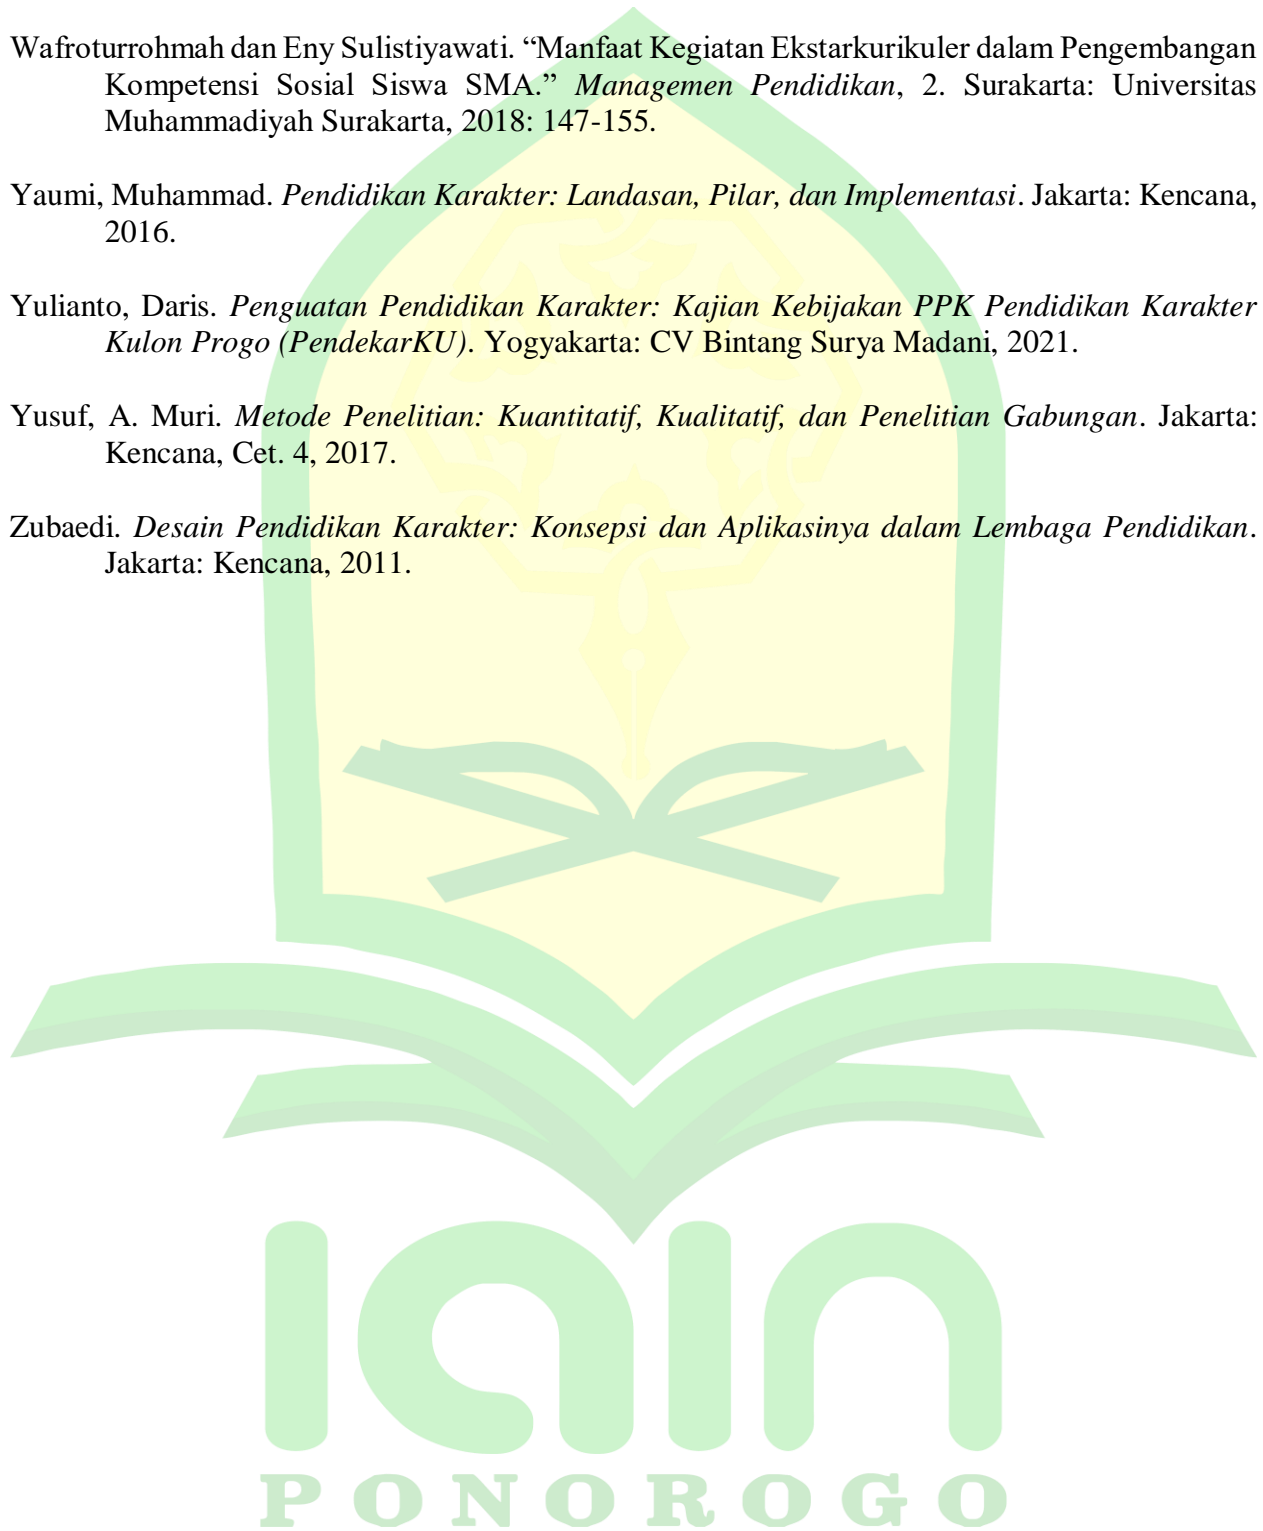 Wafroturrohmah dan Eny Sulistiyawati. “Manfaat Kegiatan Ekstarkurikuler dalam Pengembangan
Kompetensi Sosial Siswa SMA.” Managemen Pendidikan, 2. Surakarta: Universitas
Muhammadiyah Surakarta, 2018: 147-155.
Yaumi, Muhammad. Pendidikan Karakter: Landasan, Pilar, dan Implementasi. Jakarta: Kencana,
2016.
Yulianto, Daris. Penguatan Pendidikan Karakter: Kajian Kebijakan PPK Pendidikan Karakter
Kulon Progo (PendekarKU). Yogyakarta: CV Bintang Surya Madani, 2021.
Yusuf, A. Muri. Metode Penelitian: Kuantitatif, Kualitatif, dan Penelitian Gabungan. Jakarta:
Kencana, Cet. 4, 2017.
Zubaedi. Desain Pendidikan Karakter: Konsepsi dan Aplikasinya dalam Lembaga Pendidikan.
Jakarta: Kencana, 2011.
iain
PONOROGO